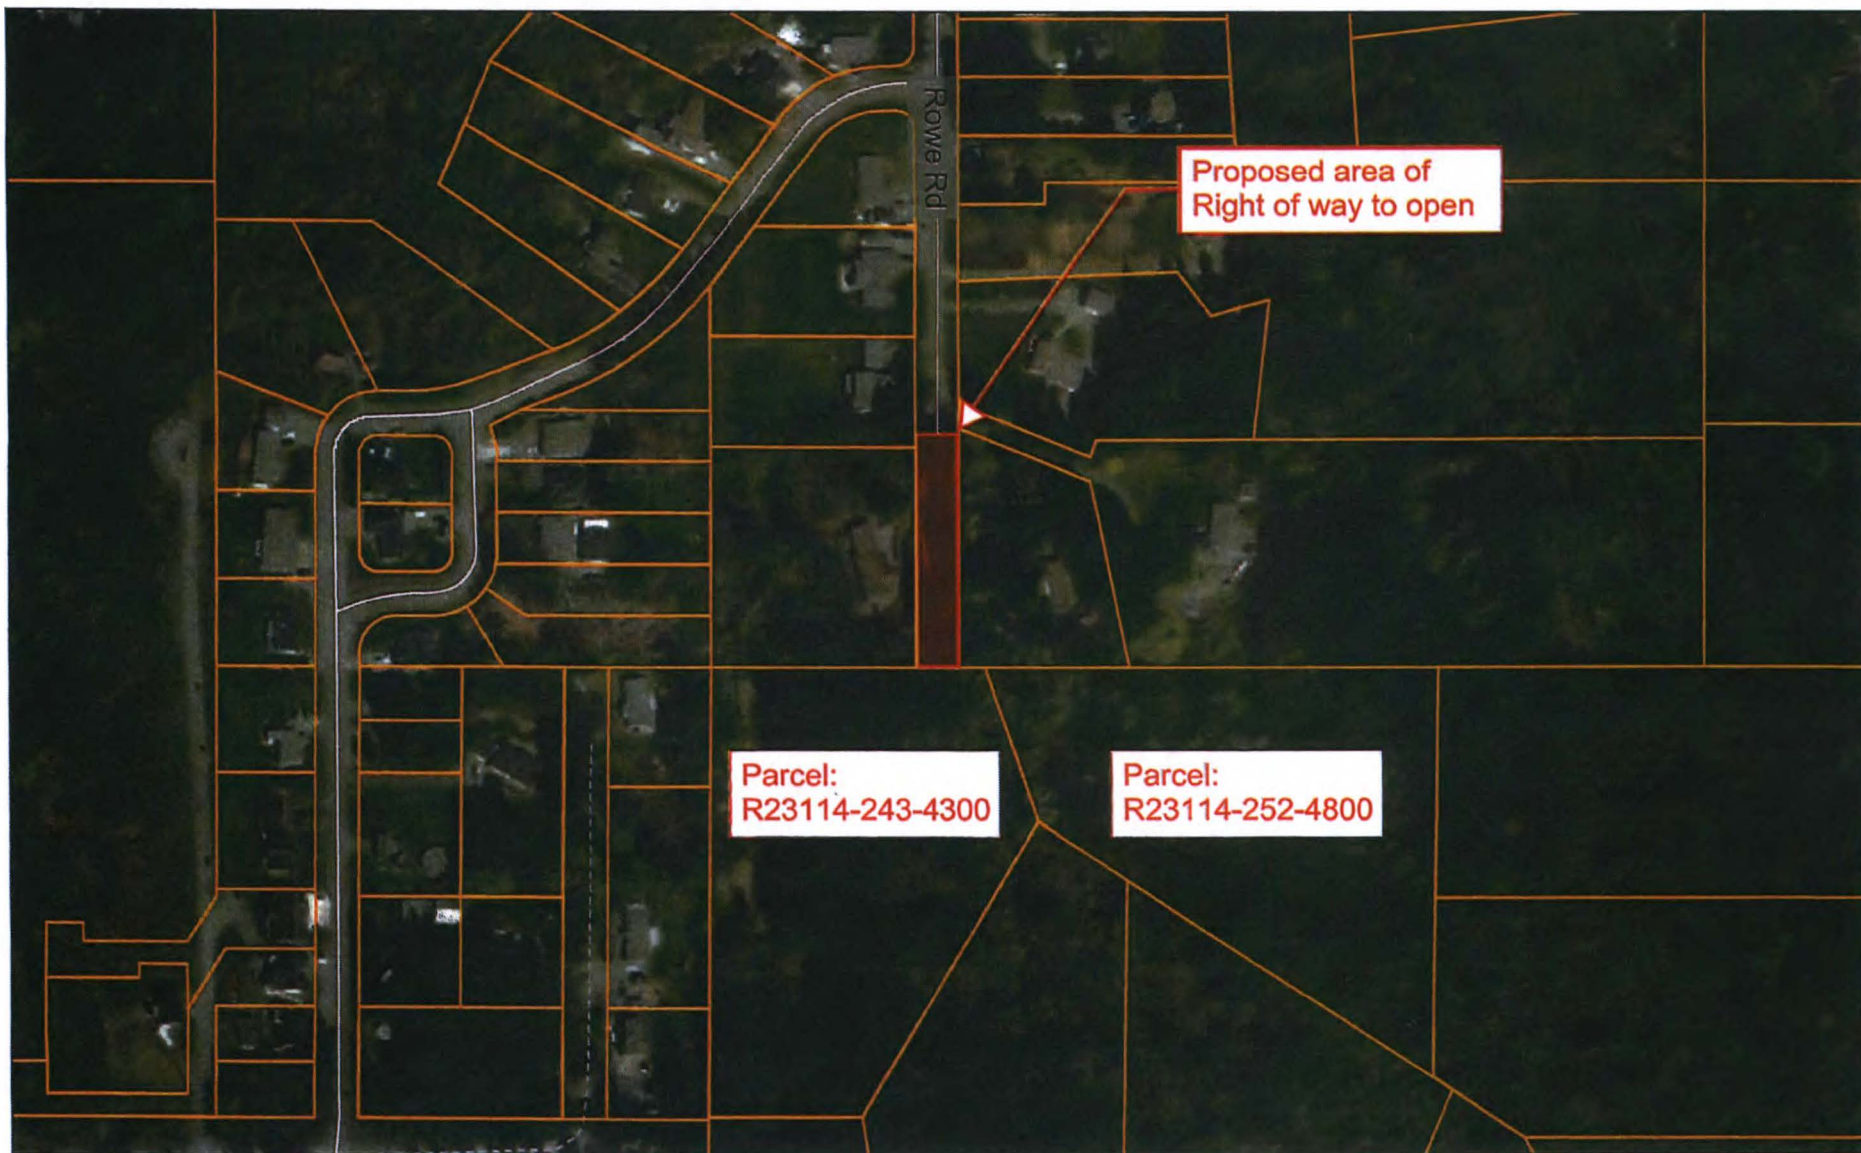 Rowe Rd
Proposed area of
Right of way to open
Parcel:
R23114-243-4300
Parcel:
R23114-252-4800